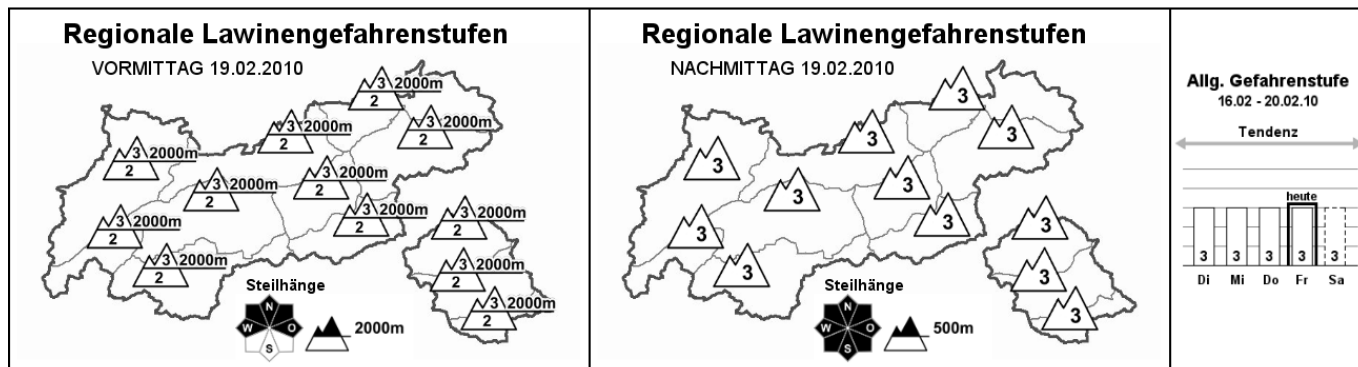 Regionale Lawinengefahrenstufen
VORMITTAG 19.02.2010
3 2000m
2
3 2000m
2
3 2000m
2
3 2000m
2
3 2000m
2
3 2000m
2
3 2000m
2
3 2000m
2
3 2000m
2
3 2000m
2
3 2000m
2
3 2000m
2
Steilhänge
N
W O
S
2000m
Regionale Lawinengefahrenstufen
NACHMITTAG 19.02.2010
3
3
3
3
3
3
3
3
3
3
3
3
Steilhänge
N
W O
S
500m
Allg. Gefahrenstufe
16.02 - 20.02.10
Tendenz
heute
3 3 3 3 3
Di Mi Do Fr Sa